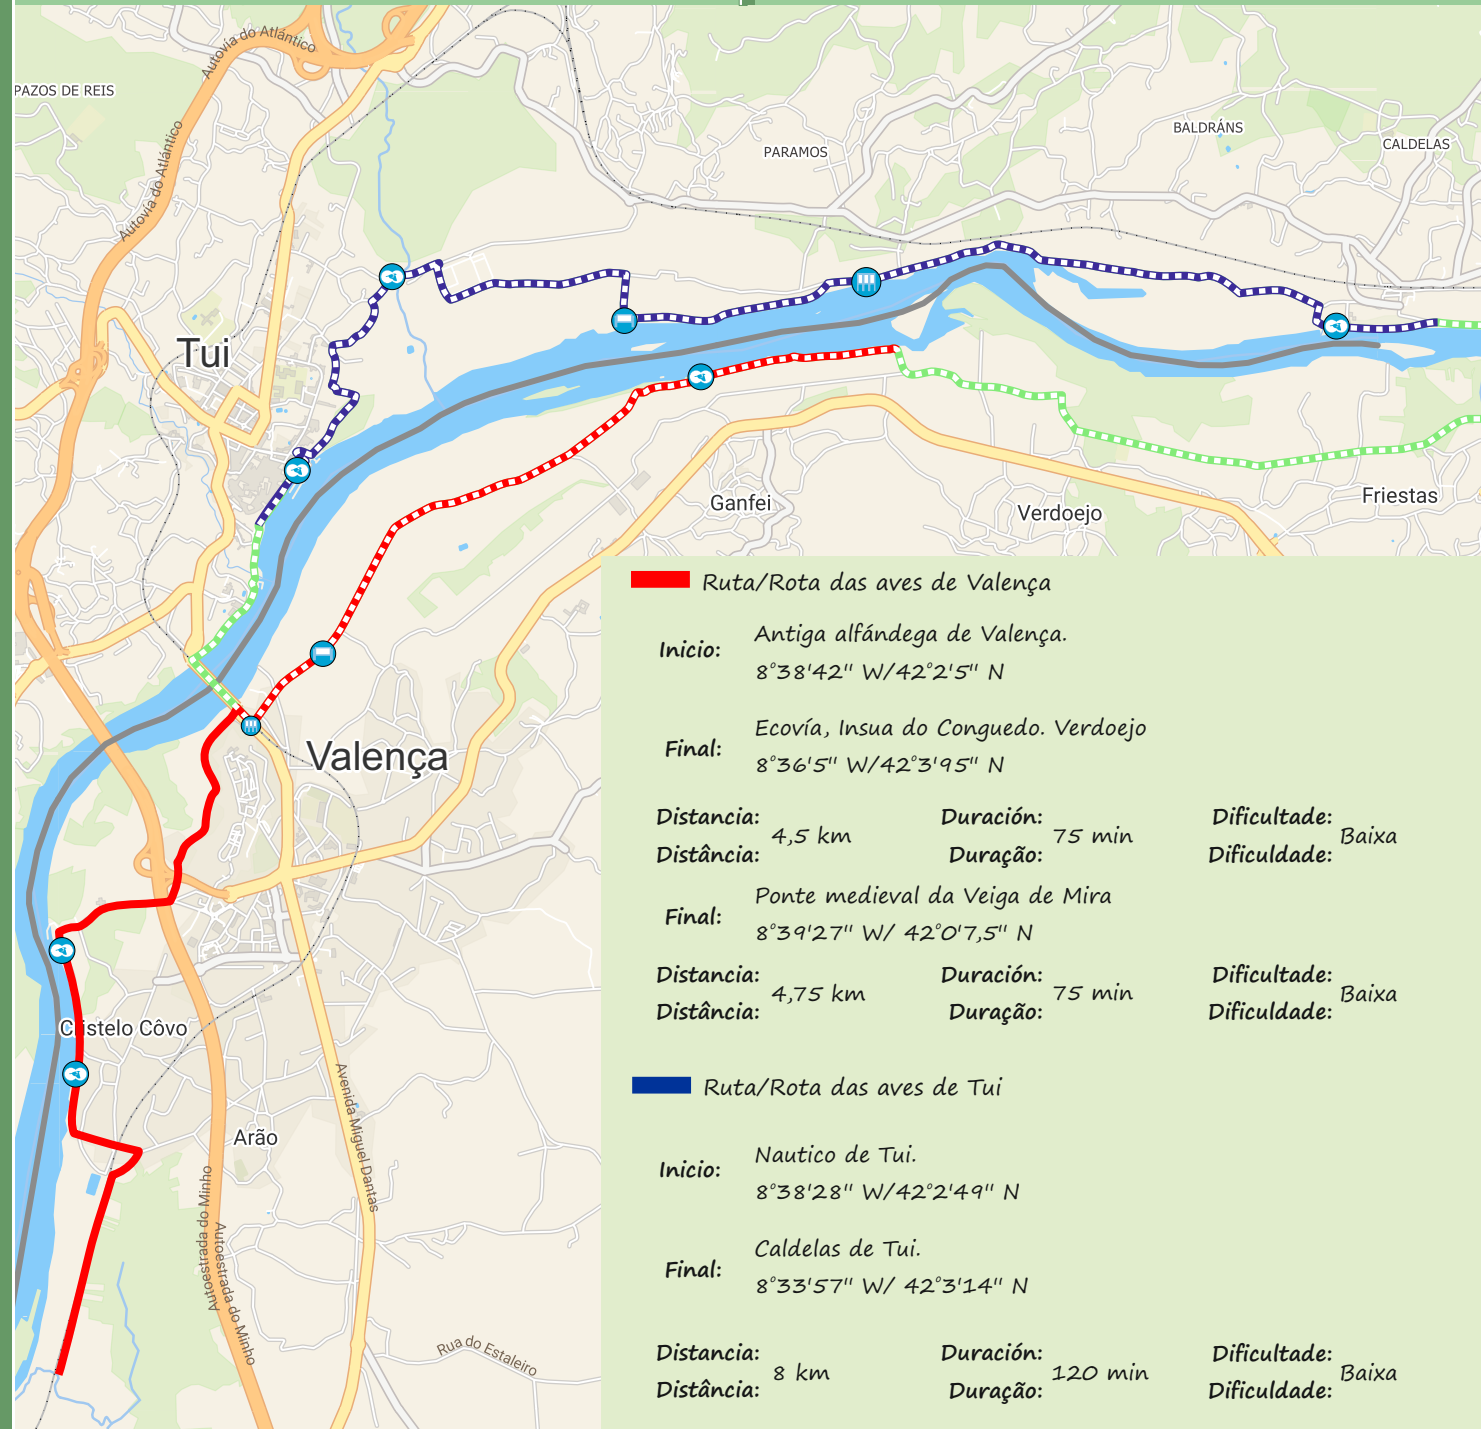 Autovía do Atlántico
PAZOS DE REIS
Autovía do Atlántico
PARAMOS
BALDRÁNS
CALDELAS
Tui
Ganfei
Verdoejo
Friestas
Valença
Cristelo Côvo
Arão
Avenida Miguel Dantas
Autoestrada do Minho
Autoestrada do Minho
Rua do Estaleiro
Ruta/Rota das aves de Valença
Inicio:
Antiga alfándega de Valença.
8°38'42" W/42°2'5" N
Final:
Ecovía, Insua do Conguedo. Verdoejo
8°36'5" W/42°3'95" N
Distancia:
Distância:
4,5 km
Duración:
Duração:
75 min
Dificultade:
Dificuldade:
Baixa
Final:
Ponte medieval da Veiga de Mira
8°39'27" W/ 42°0'7,5" N
Distancia:
Distância:
4,75 km
Duración:
Duração:
75 min
Dificultade:
Dificuldade:
Baixa
Ruta/Rota das aves de Tui
Inicio:
Nautico de Tui.
8°38'28" W/42°2'49" N
Final:
Caldelas de Tui.
8°33'57" W/ 42°3'14" N
Distancia:
Distância:
8 km
Duración:
Duração:
120 min
Dificultade:
Dificuldade:
Baixa